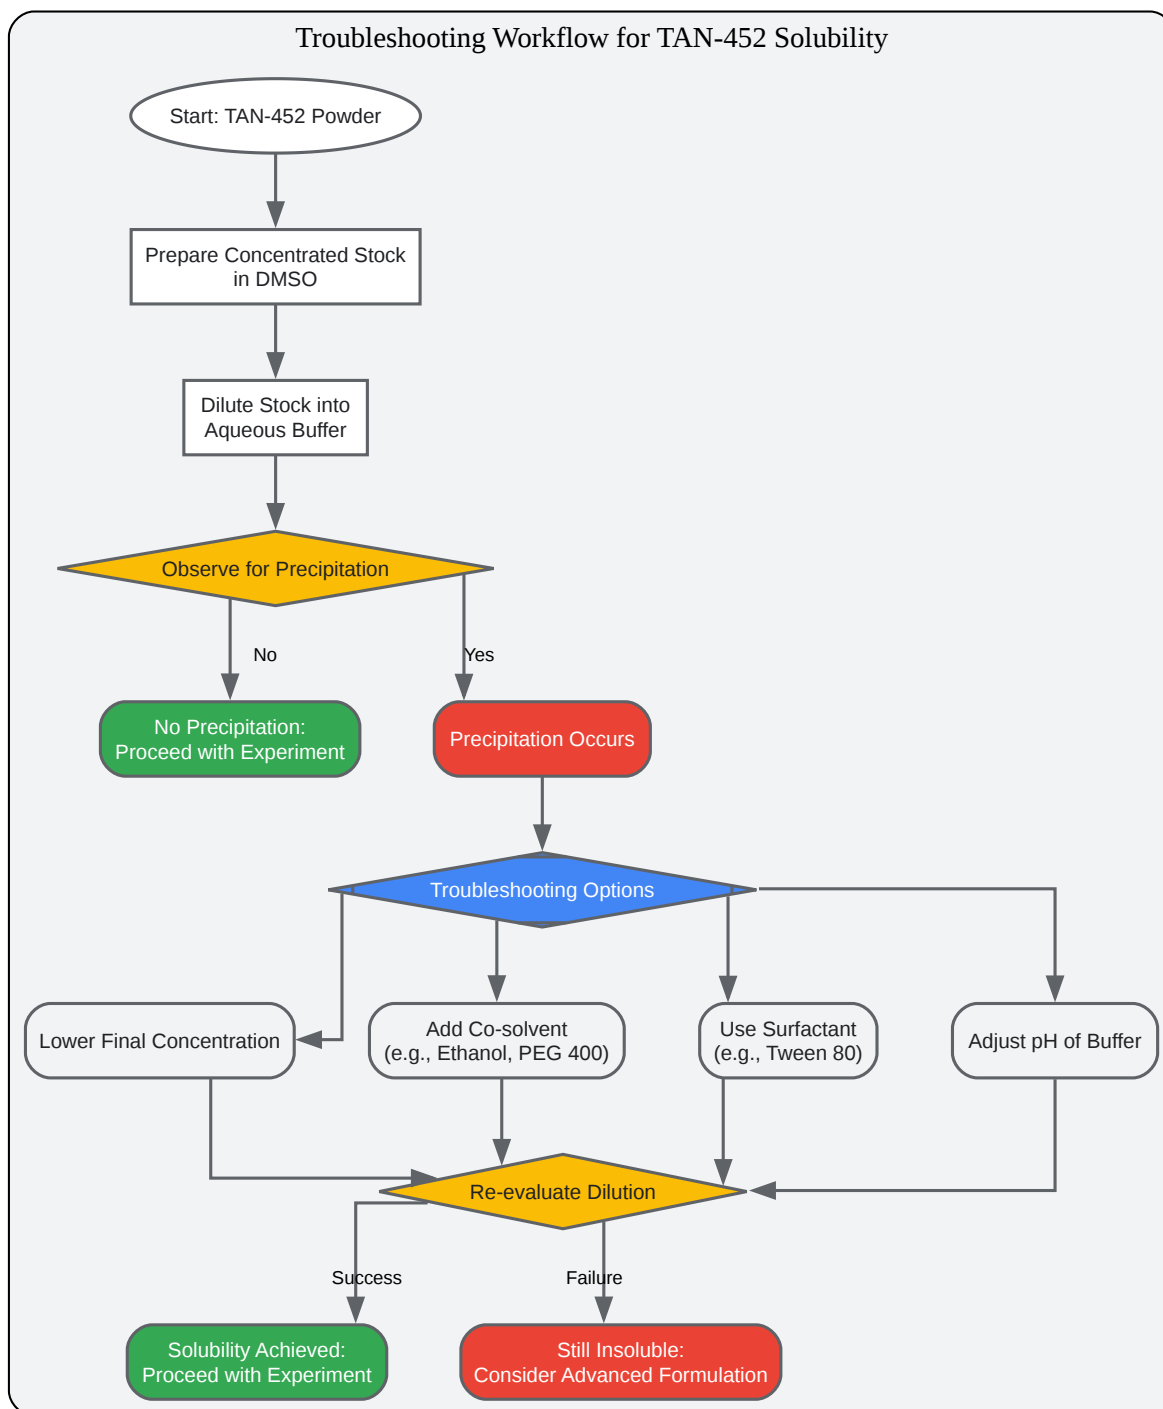 Troubleshooting Workflow for TAN-452 Solubility
Start: TAN-452 Powder
Prepare Concentrated Stock
in DMSO
Dilute Stock into
Aqueous Buffer
Observe for Precipitation
No
Yes
No Precipitation:
Proceed with Experiment
Precipitation Occurs
Troubleshooting Options
Lower Final Concentration
Add Co-solvent
(e.g., Ethanol, PEG 400)
Use Surfactant
(e.g., Tween 80)
Adjust pH of Buffer
Re-evaluate Dilution
Success
Failure
Solubility Achieved:
Proceed with Experiment
Still Insoluble:
Consider Advanced Formulation